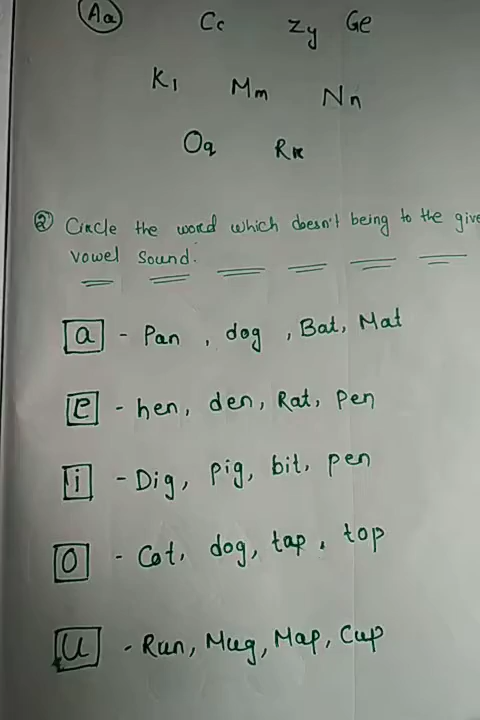 Aa Cc Zy Ge
K1 Mm Nn
Oq Rr
② Circle the word which doesn't being to the give
vowel Sound.
a - Pan , dog , Bat, Mat
e - hen, den, Rat, pen
i - Dig, pig, bit, pen
O - Cot, dog, tap, top
U - Run, Mug, Map, Cup